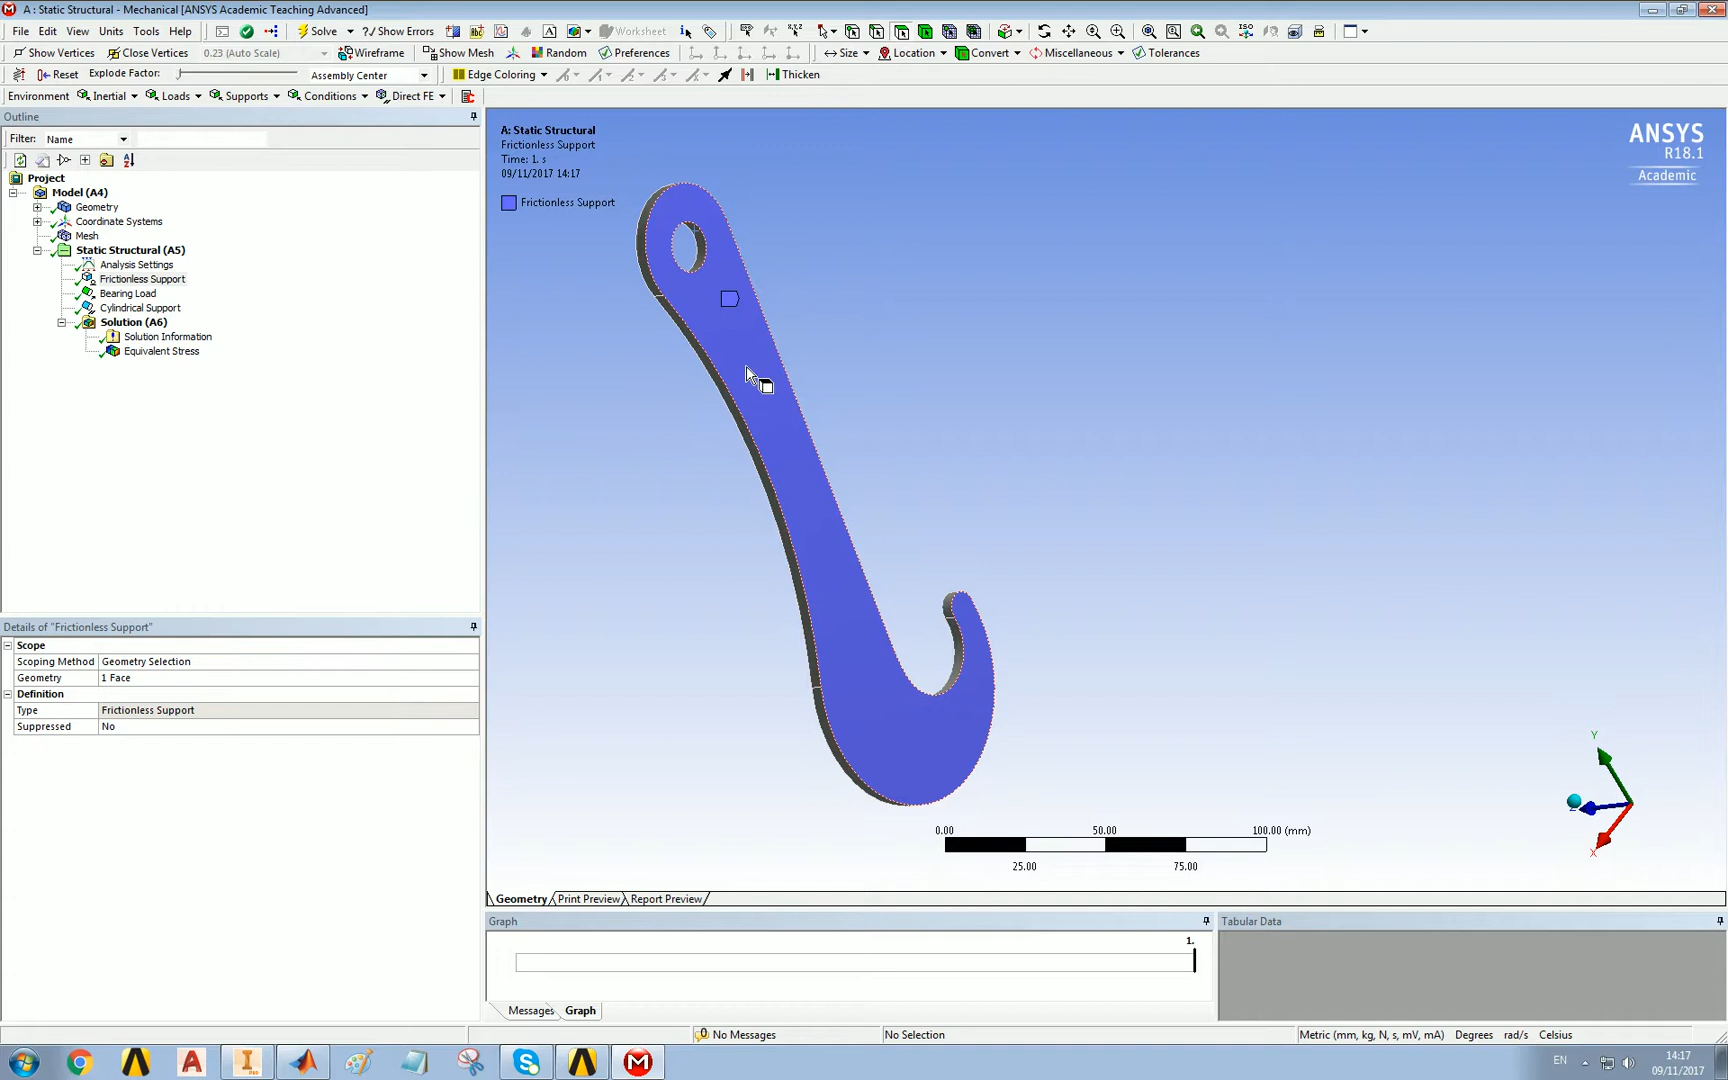 A : Static Structural - Mechanical [ANSYS Academic Teaching Advanced]
File Edit View Units Tools Help Solve ?/ Show Errors Worksheet
Show Vertices Close Vertices 0.23 (Auto Scale) Wireframe Show Mesh Random Preferences Size Location Convert Miscellaneous Tolerances
Reset Explode Factor: Assembly Center Edge Coloring Thicken
Environment Inertial Loads Supports Conditions Direct FE
Outline
Filter: Name
Project
Model (A4)
Geometry
Coordinate Systems
Mesh
Static Structural (A5)
Analysis Settings
Frictionless Support
Bearing Load
Cylindrical Support
Solution (A6)
Solution Information
Equivalent Stress
Details of "Frictionless Support"
Scope
Scoping Method Geometry Selection
Geometry 1 Face
Definition
Type Frictionless Support
Suppressed No
A: Static Structural
Frictionless Support
Time: 1. s
09/11/2017 14:17
Frictionless Support
ANSYS
R18.1
Academic
Y
Z
X
0.00 50.00 100.00 (mm)
25.00 75.00
Geometry Print Preview Report Preview
Graph
1.
Messages Graph
Tabular Data
No Messages No Selection Metric (mm, kg, N, s, mV, mA) Degrees rad/s Celsius
EN 14:17
09/11/2017